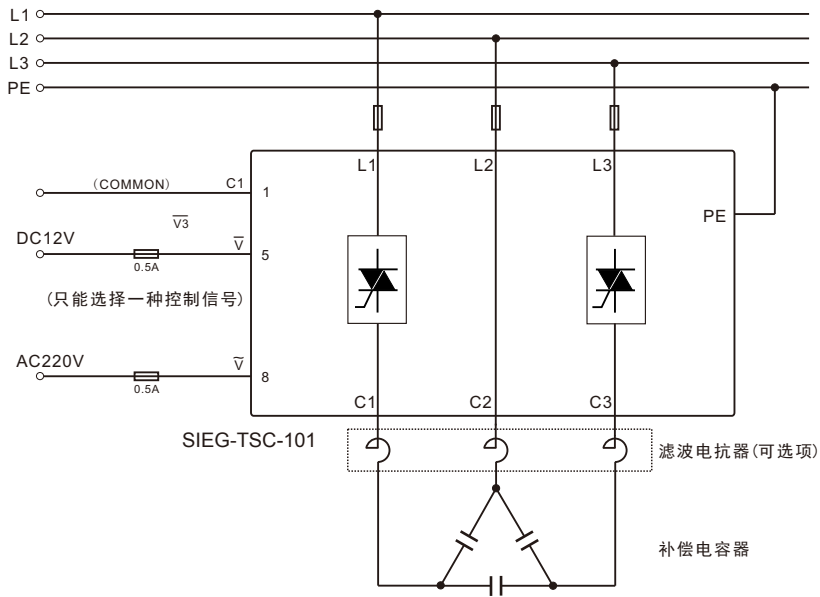 L1
L2
L3
PE
L1
L2
L3
(COMMON)
C1
1
PE
V3
DC12V
V
5
0.5A
(只能选择一种控制信号)
AC220V
V
8
0.5A
C1
C2
C3
SIEG-TSC-101
滤波电抗器(可选项)
补偿电容器